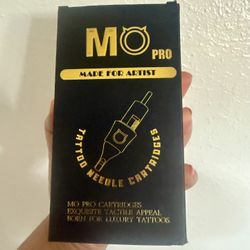 MO PRO
MADE FOR ARTIST
TATTOO NEEDLE CARTRIDGES
MO PRO CARTRIDGES
EXQUISITE TACTILE APPEAL
BORN FOR LUXURY TATTOOS